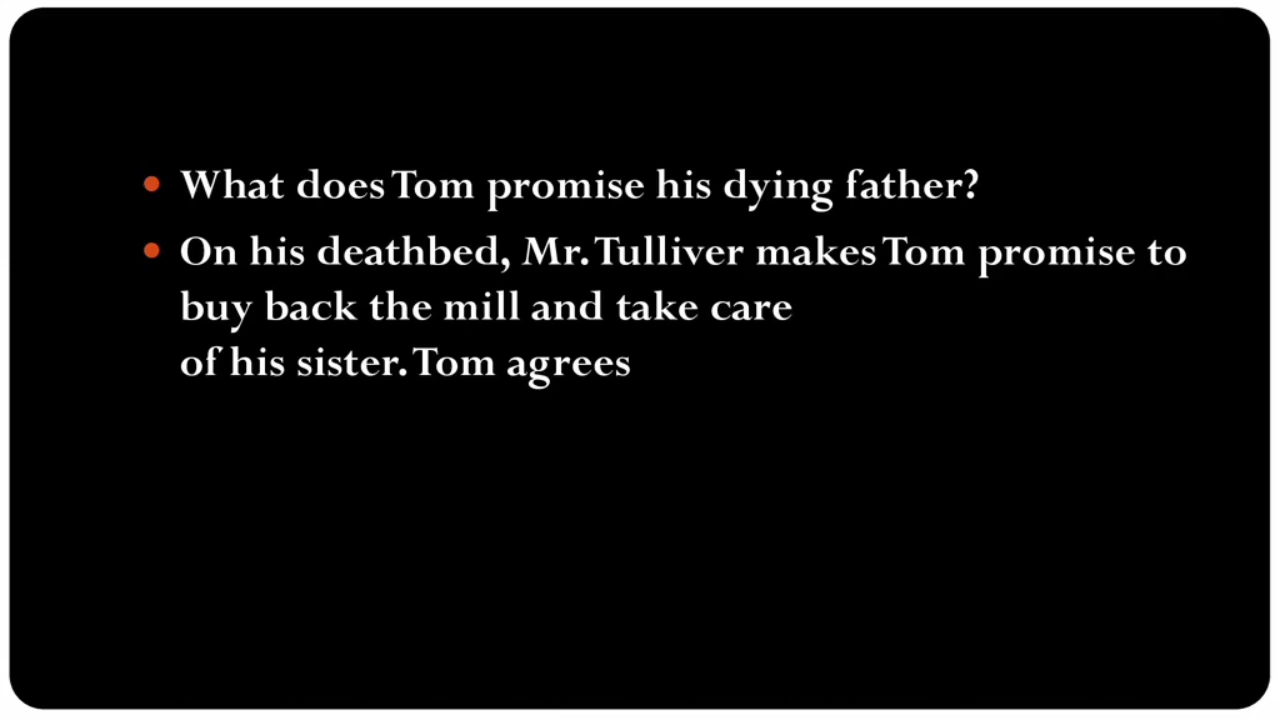 • What does Tom promise his dying father?
• On his deathbed, Mr. Tulliver makes Tom promise to
buy back the mill and take care
of his sister. Tom agrees